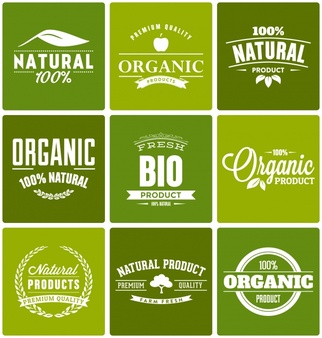 NATURAL
100%
PREMIUM QUALITY
ORGANIC
PRODUCTS
100%
NATURAL
PRODUCT
ORGANIC
100% NATURAL
FRESH
BIO
PRODUCT
100% NATURAL
100%
Organic
PRODUCT
Natural
PRODUCTS
PREMIUM QUALITY
NATURAL PRODUCT
PREMIUM QUALITY
FARM FRESH
100%
ORGANIC
PRODUCT